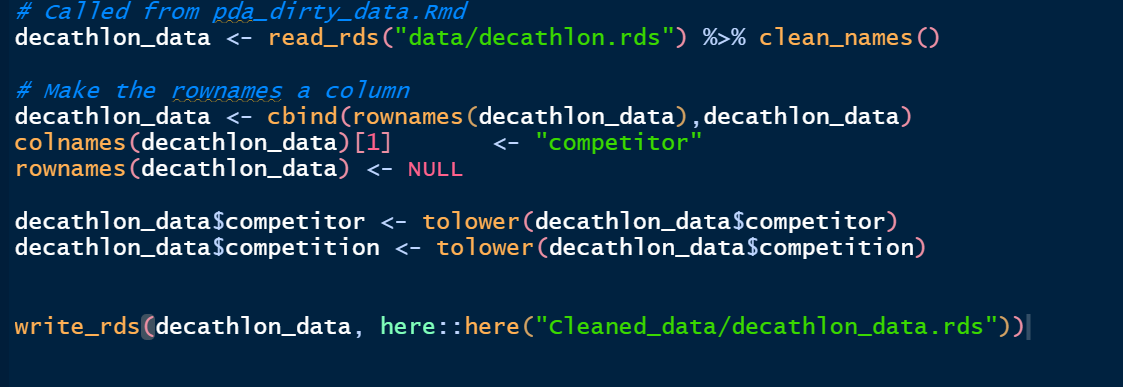 # Called from pda_dirty_data.Rmd
decathlon_data <- read_rds("data/decathlon.rds") %>% clean_names()
# Make the rownames a column
decathlon_data <- cbind(rownames(decathlon_data),decathlon_data)
colnames(decathlon_data)[1]       <- "competitor"
rownames(decathlon_data) <- NULL
decathlon_data$competitor <- tolower(decathlon_data$competitor)
decathlon_data$competition <- tolower(decathlon_data$competition)
write_rds(decathlon_data, here::here("Cleaned_data/decathlon_data.rds"))